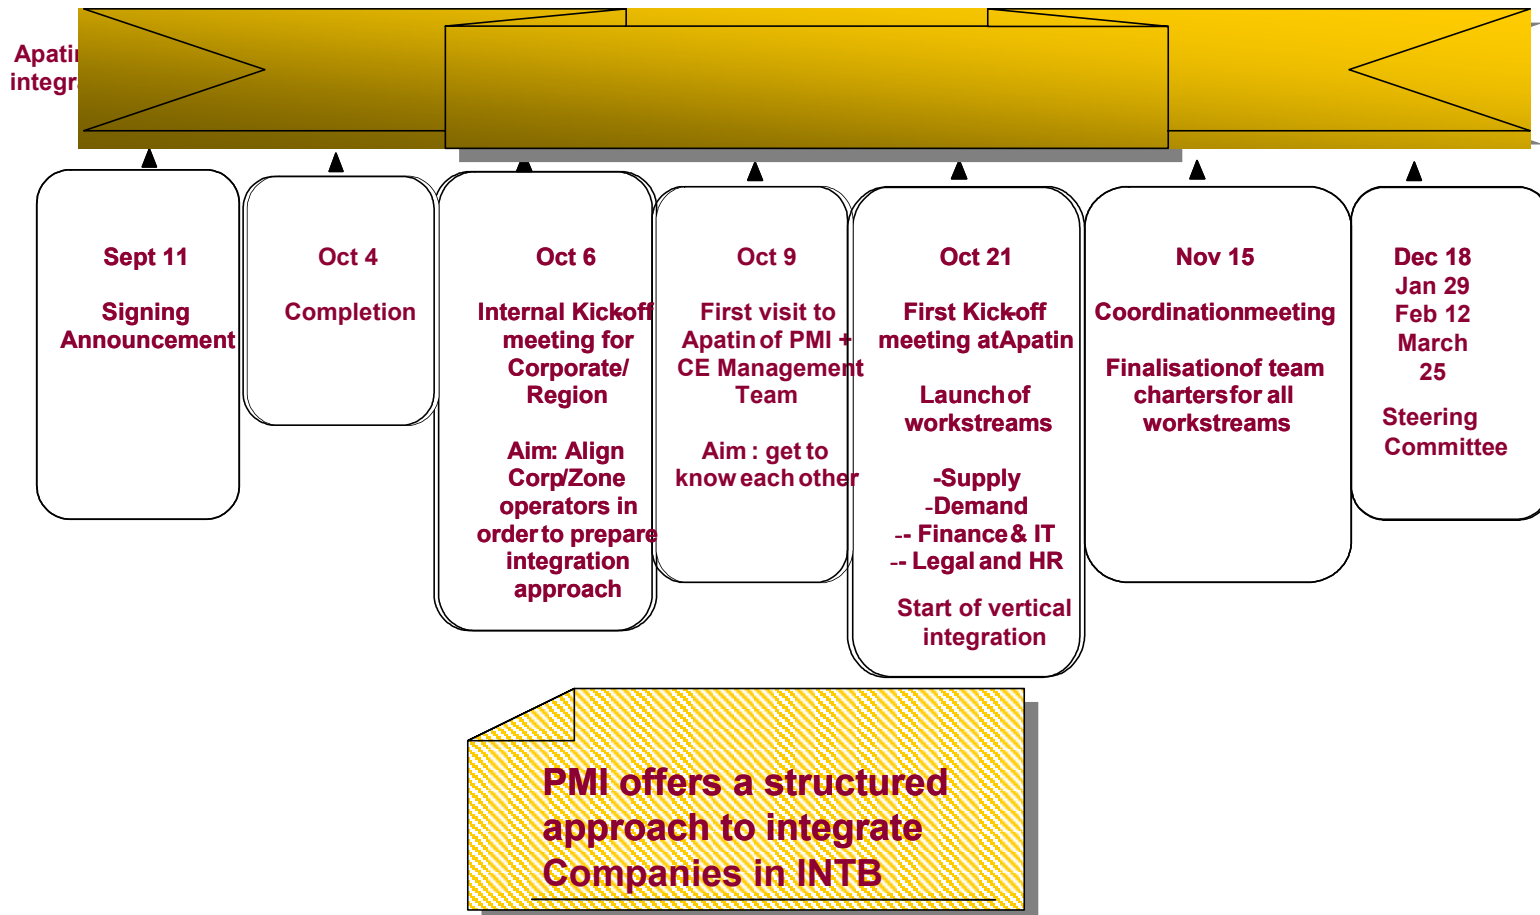 Apatin
integra
Sept 11
Signing
Announcement
Oct 4
Completion
Oct 6
Internal Kick-off
meeting for
Corporate/
Region
Aim: Align
Corp/Zone
operators in
order to prepare
integration
approach
Oct 9
First visit to
Apatin of PMI +
CE Management
Team
Aim : get to
know each other
Oct 21
First Kick-off
meeting at Apatin
Launch of
workstreams
-Supply
-Demand
-- Finance & IT
-- Legal and HR
Start of vertical
integration
Nov 15
Coordination meeting
Finalisation of team
charters for all
workstreams
Dec 18
Jan 29
Feb 12
March
25
Steering
Committee
PMI offers a structured
approach to integrate
Companies in INTB